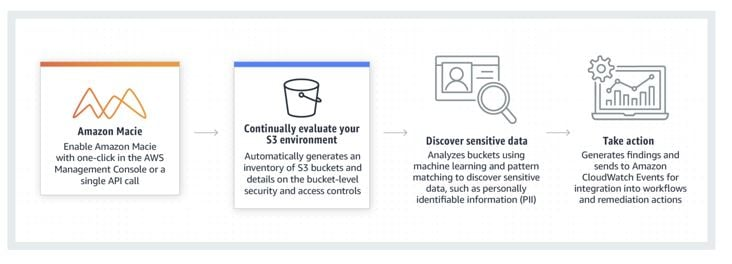 Amazon Macie
Enable Amazon Macie
with one-click in the AWS
Management Console or a
single API call
Continually evaluate your
S3 environment
Automatically generates an
inventory of S3 buckets and
details on the bucket-level
security and access controls
Discover sensitive data
Analyzes buckets using
machine learning and pattern
matching to discover sensitive
data, such as personally
identifiable information (PII)
Take action
Generates findings and
sends to Amazon
CloudWatch Events for
integration into workflows
and remediation actions